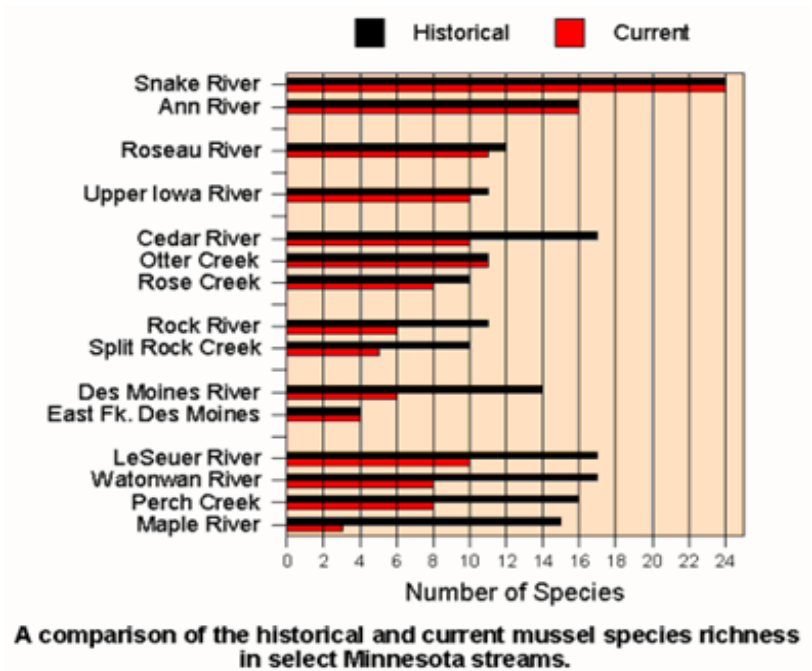 Historical Current
Snake River
Ann River
Roseau River
Upper Iowa River
Cedar River
Otter Creek
Rose Creek
Rock River
Split Rock Creek
Des Moines River
East Fk. Des Moines
LeSeuer River
Watonwan River
Perch Creek
Maple River
0 2 4 6 8 10 12 14 16 18 20 22 24
Number of Species
A comparison of the historical and current mussel species richness
in select Minnesota streams.